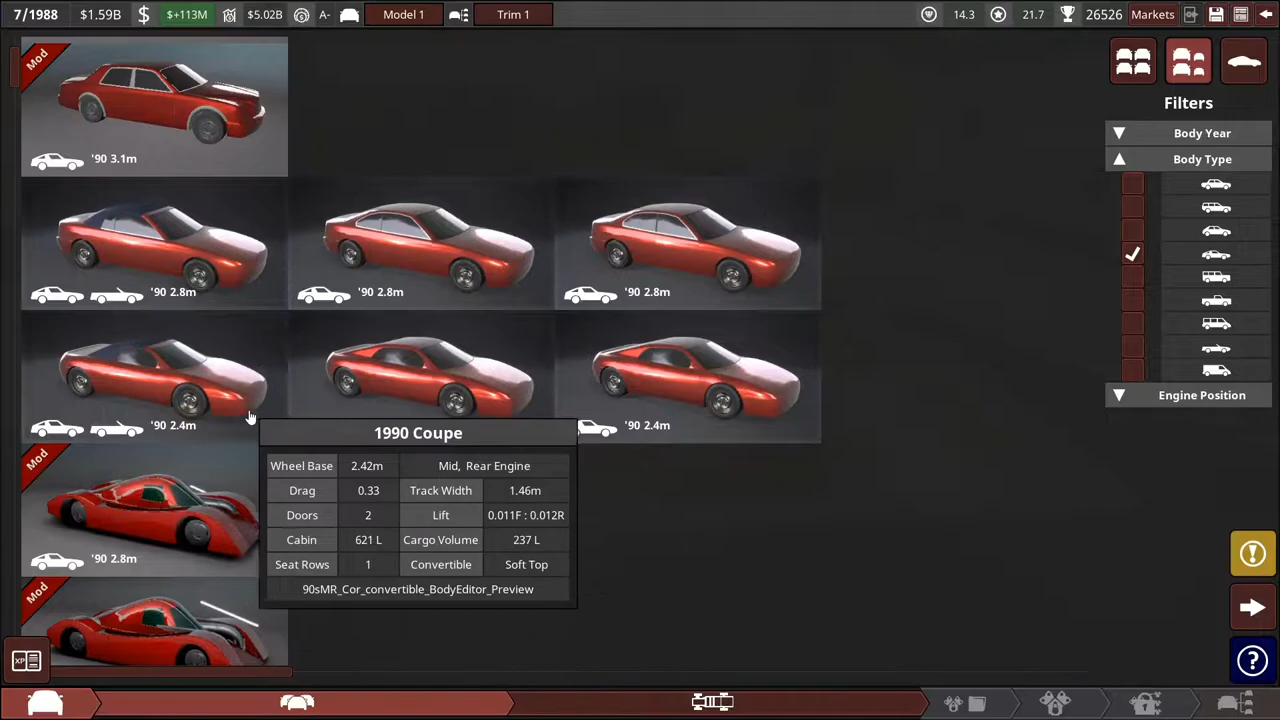 7/1988 $1.59B $ $+113M $5.02B A- Model 1 Trim 1 14.3 21.7 26526 Markets
Mod
'90 3.1m
'90 2.8m '90 2.8m '90 2.8m
'90 2.4m '90 2.4m
Mod
'90 2.8m
Mod
1990 Coupe
Wheel Base 2.42m Mid, Rear Engine
Drag 0.33 Track Width 1.46m
Doors 2 Lift 0.011F : 0.012R
Cabin 621 L Cargo Volume 237 L
Seat Rows 1 Convertible Soft Top
90sMR_Cor_convertible_BodyEditor_Preview
Filters
Body Year
Body Type
Engine Position
XP
?